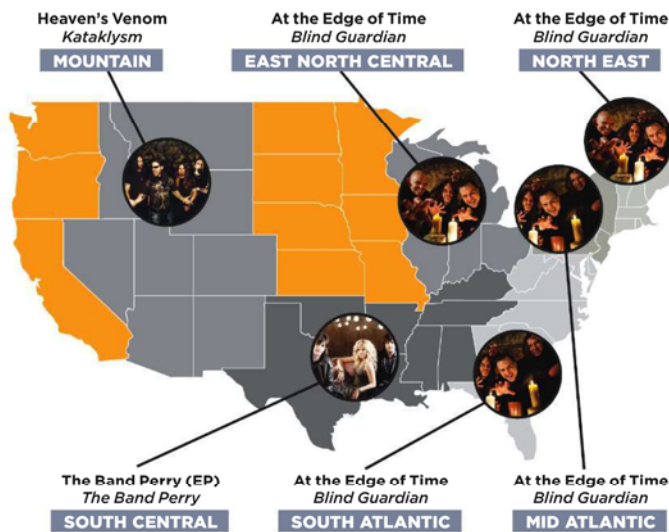 Heaven's Venom
Kataklysm
MOUNTAIN
At the Edge of Time
Blind Guardian
EAST NORTH CENTRAL
At the Edge of Time
Blind Guardian
NORTH EAST
The Band Perry (EP)
The Band Perry
SOUTH CENTRAL
At the Edge of Time
Blind Guardian
SOUTH ATLANTIC
At the Edge of Time
Blind Guardian
MID ATLANTIC